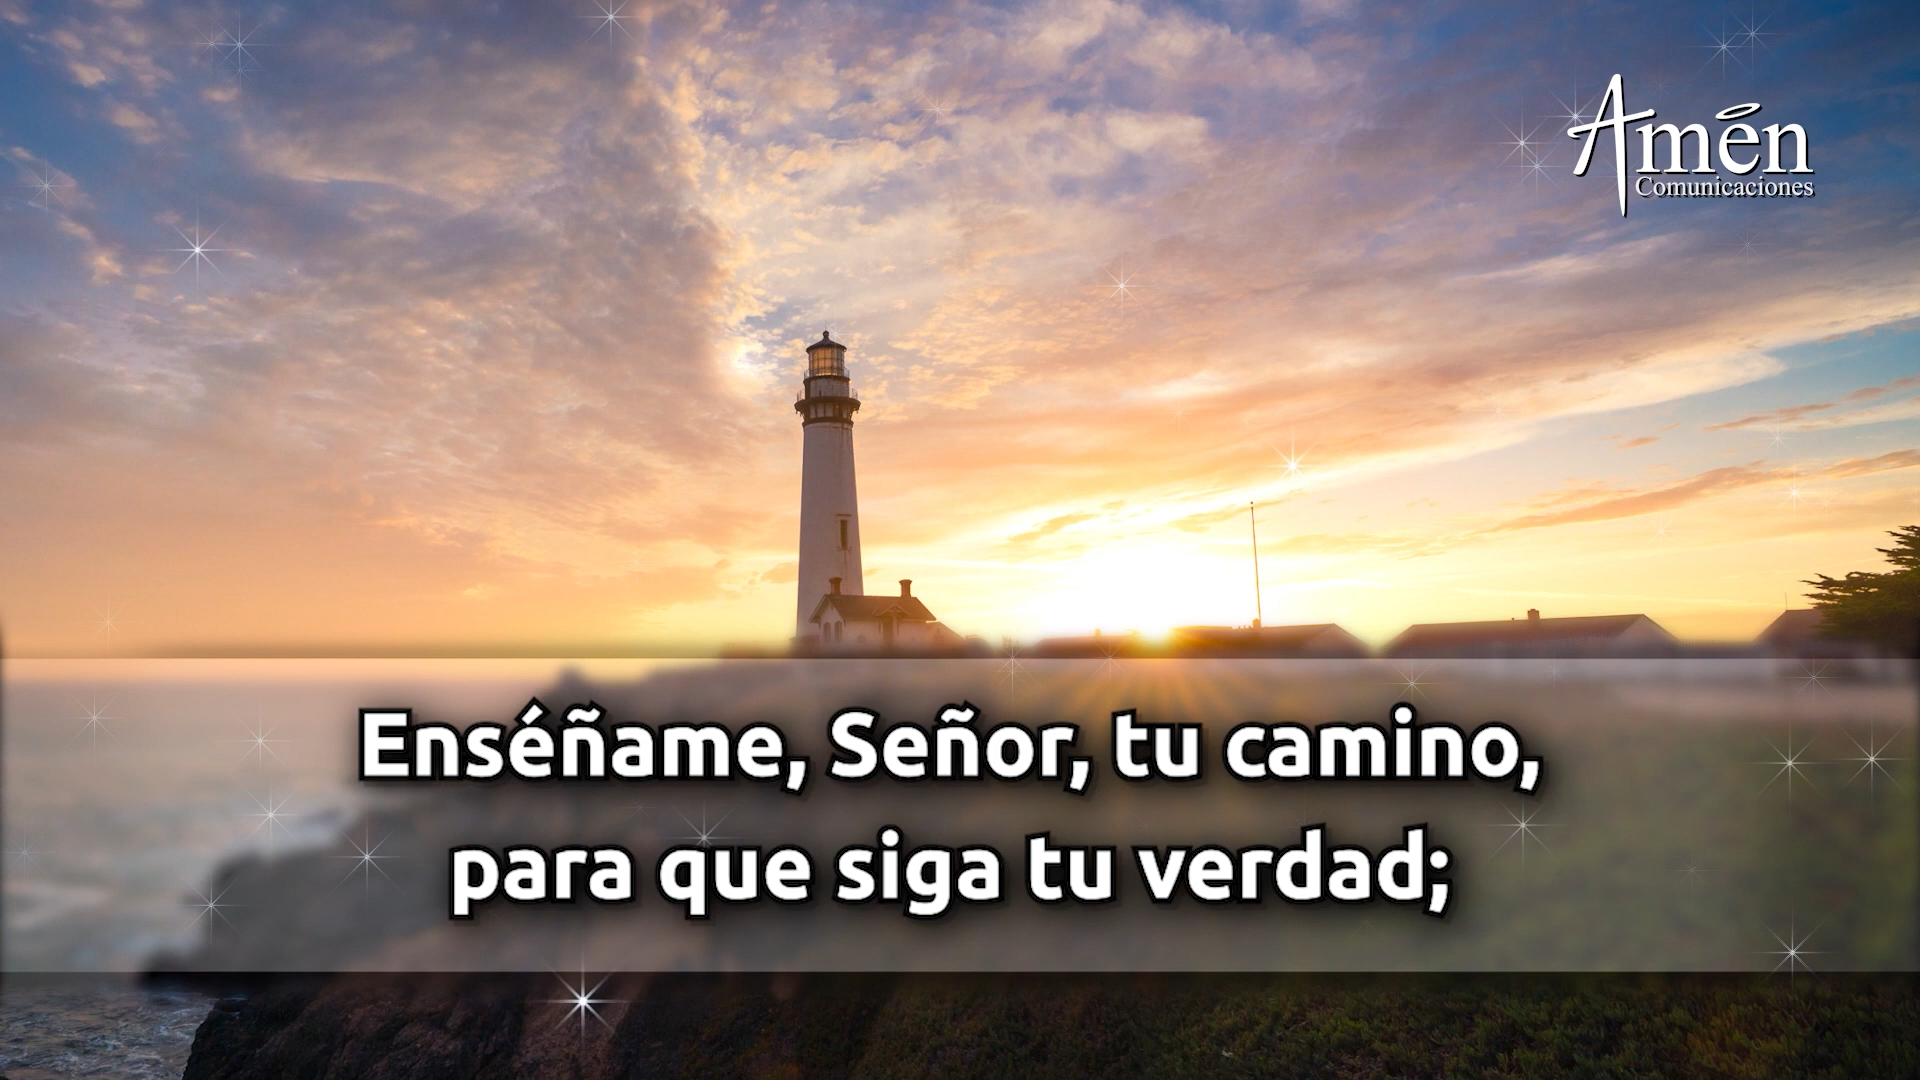 Amén
Comunicaciones
Enséñame, Señor, tu camino,
para que siga tu verdad;